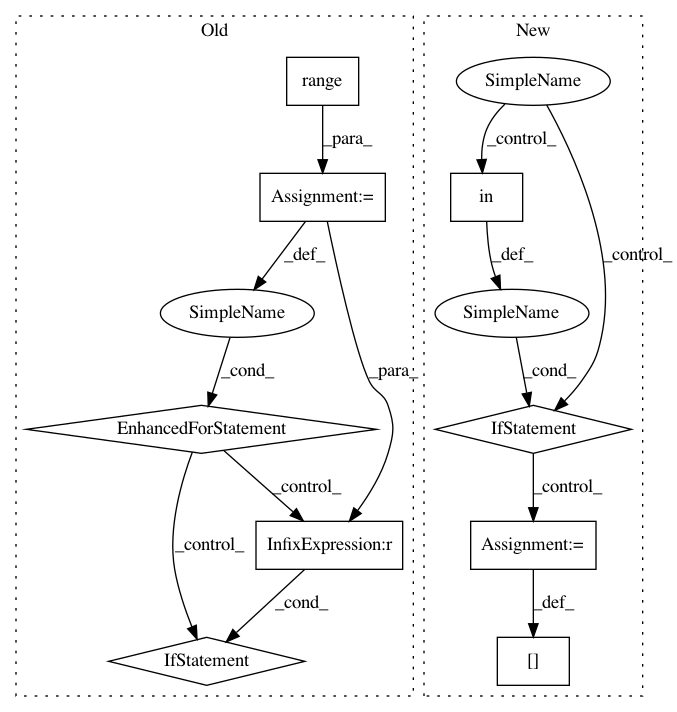 Old
New
range
SimpleName
_para_
_control_
Assignment:=
in
_control_
_def_
_def_
SimpleName
SimpleName
_cond_
_para_
_cond_
EnhancedForStatement
IfStatement
_control_
_control_
_control_
InfixExpression:r
Assignment:=
_cond_
_def_
IfStatement
[]